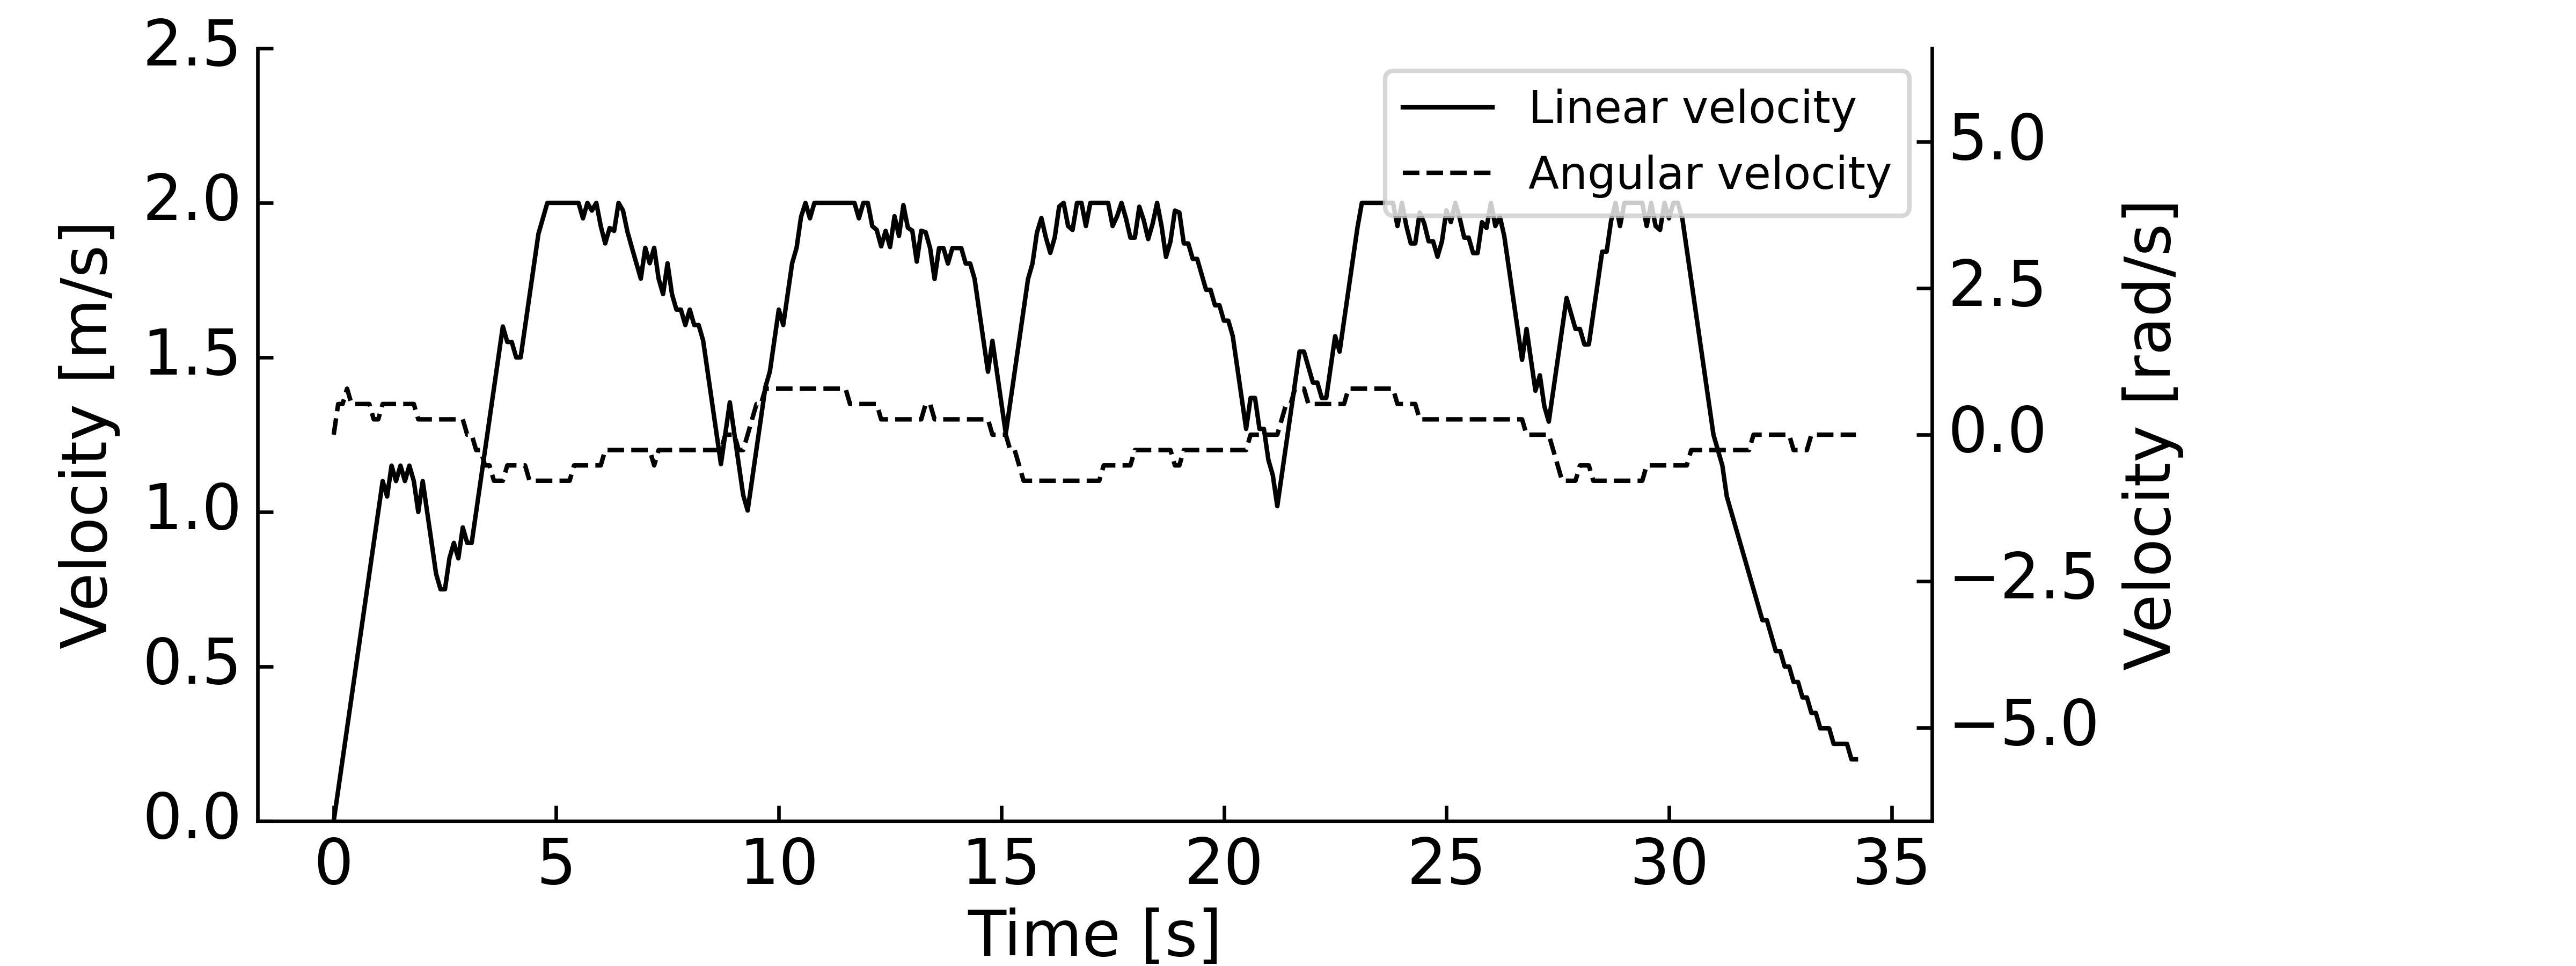 Velocity [m/s]
2.5
2.0
1.5
1.0
0.5
0.0
Linear velocity
Angular velocity
5.0
2.5
0.0
−2.5
−5.0
Velocity [rad/s]
0 5 10 15 20 25 30 35
Time [s]